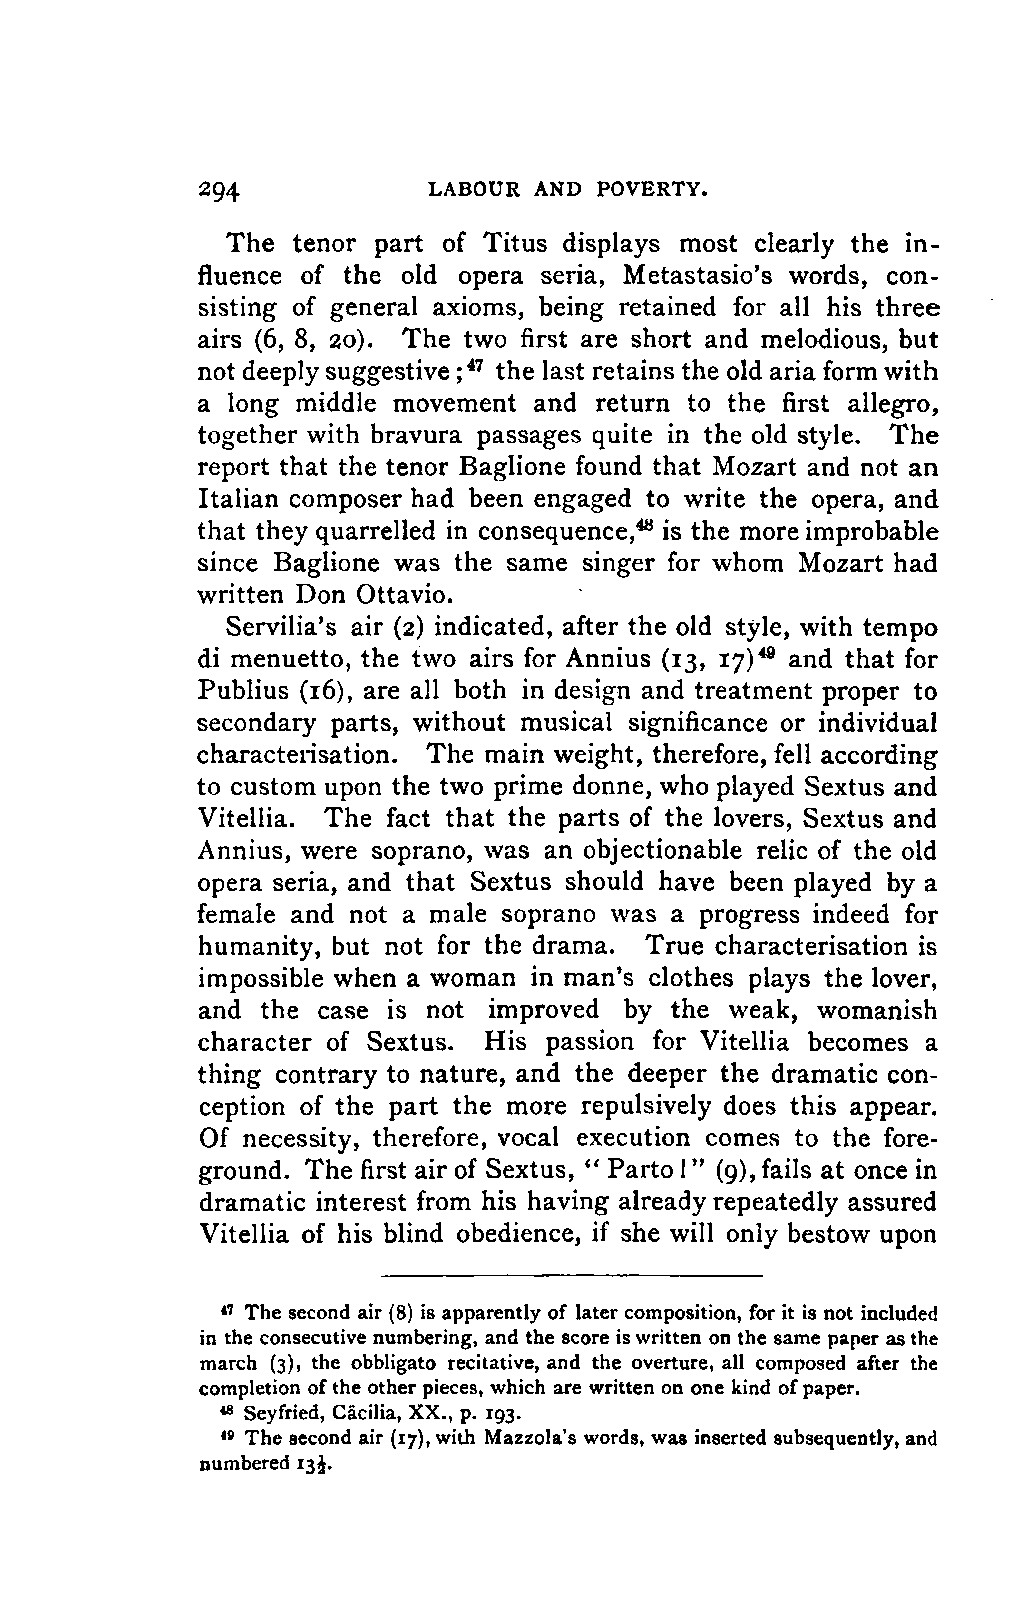 294 LABOUR AND POVERTY.
The tenor part of Titus displays most clearly the in-
fluence of the old opera seria, Metastasio's words, con-
sisting of general axioms, being retained for all his three
airs (6, 8, 20). The two first are short and melodious, but
not deeply suggestive;⁴⁷ the last retains the old aria form with
a long middle movement and return to the first allegro,
together with bravura passages quite in the old style. The
report that the tenor Baglione found that Mozart and not an
Italian composer had been engaged to write the opera, and
that they quarrelled in consequence,⁴⁸ is the more improbable
since Baglione was the same singer for whom Mozart had
written Don Ottavio.
Servilia's air (2) indicated, after the old style, with tempo
di menuetto, the two airs for Annius (13, 17)⁴⁹ and that for
Publius (16), are all both in design and treatment proper to
secondary parts, without musical significance or individual
characterisation. The main weight, therefore, fell according
to custom upon the two prime donne, who played Sextus and
Vitellia. The fact that the parts of the lovers, Sextus and
Annius, were soprano, was an objectionable relic of the old
opera seria, and that Sextus should have been played by a
female and not a male soprano was a progress indeed for
humanity, but not for the drama. True characterisation is
impossible when a woman in man's clothes plays the lover,
and the case is not improved by the weak, womanish
character of Sextus. His passion for Vitellia becomes a
thing contrary to nature, and the deeper the dramatic con-
ception of the part the more repulsively does this appear.
Of necessity, therefore, vocal execution comes to the fore-
ground. The first air of Sextus, "Parto!" (9), fails at once in
dramatic interest from his having already repeatedly assured
Vitellia of his blind obedience, if she will only bestow upon
⁴⁷ The second air (8) is apparently of later composition, for it is not included
in the consecutive numbering, and the score is written on the same paper as the
march (3), the obbligato recitative, and the overture, all composed after the
completion of the other pieces, which are written on one kind of paper.
⁴⁸ Seyfried, Cäcilia, XX., p. 193.
⁴⁹ The second air (17), with Mazzola's words, was inserted subsequently, and
numbered 13½.